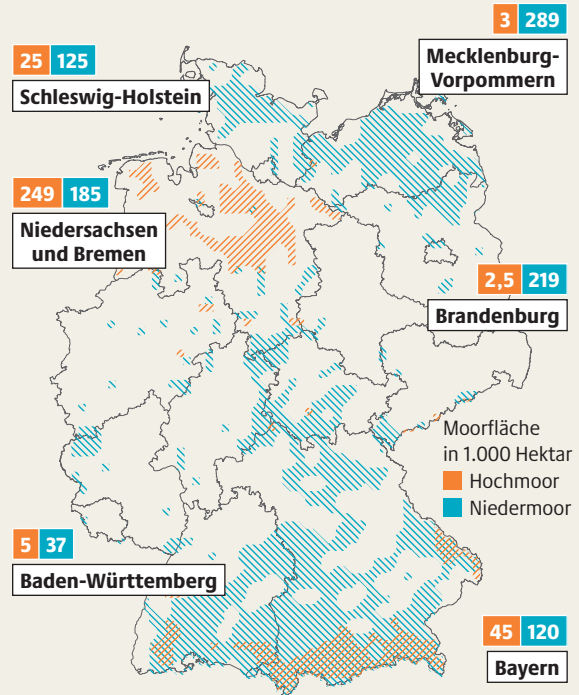 3 289
Mecklenburg-
Vorpommern
25 125
Schleswig-Holstein
249 185
Niedersachsen
und Bremen
2,5 219
Brandenburg
Moorfläche
in 1.000 Hektar
Hochmoor
Niedermoor
5 37
Baden-Württemberg
45 120
Bayern